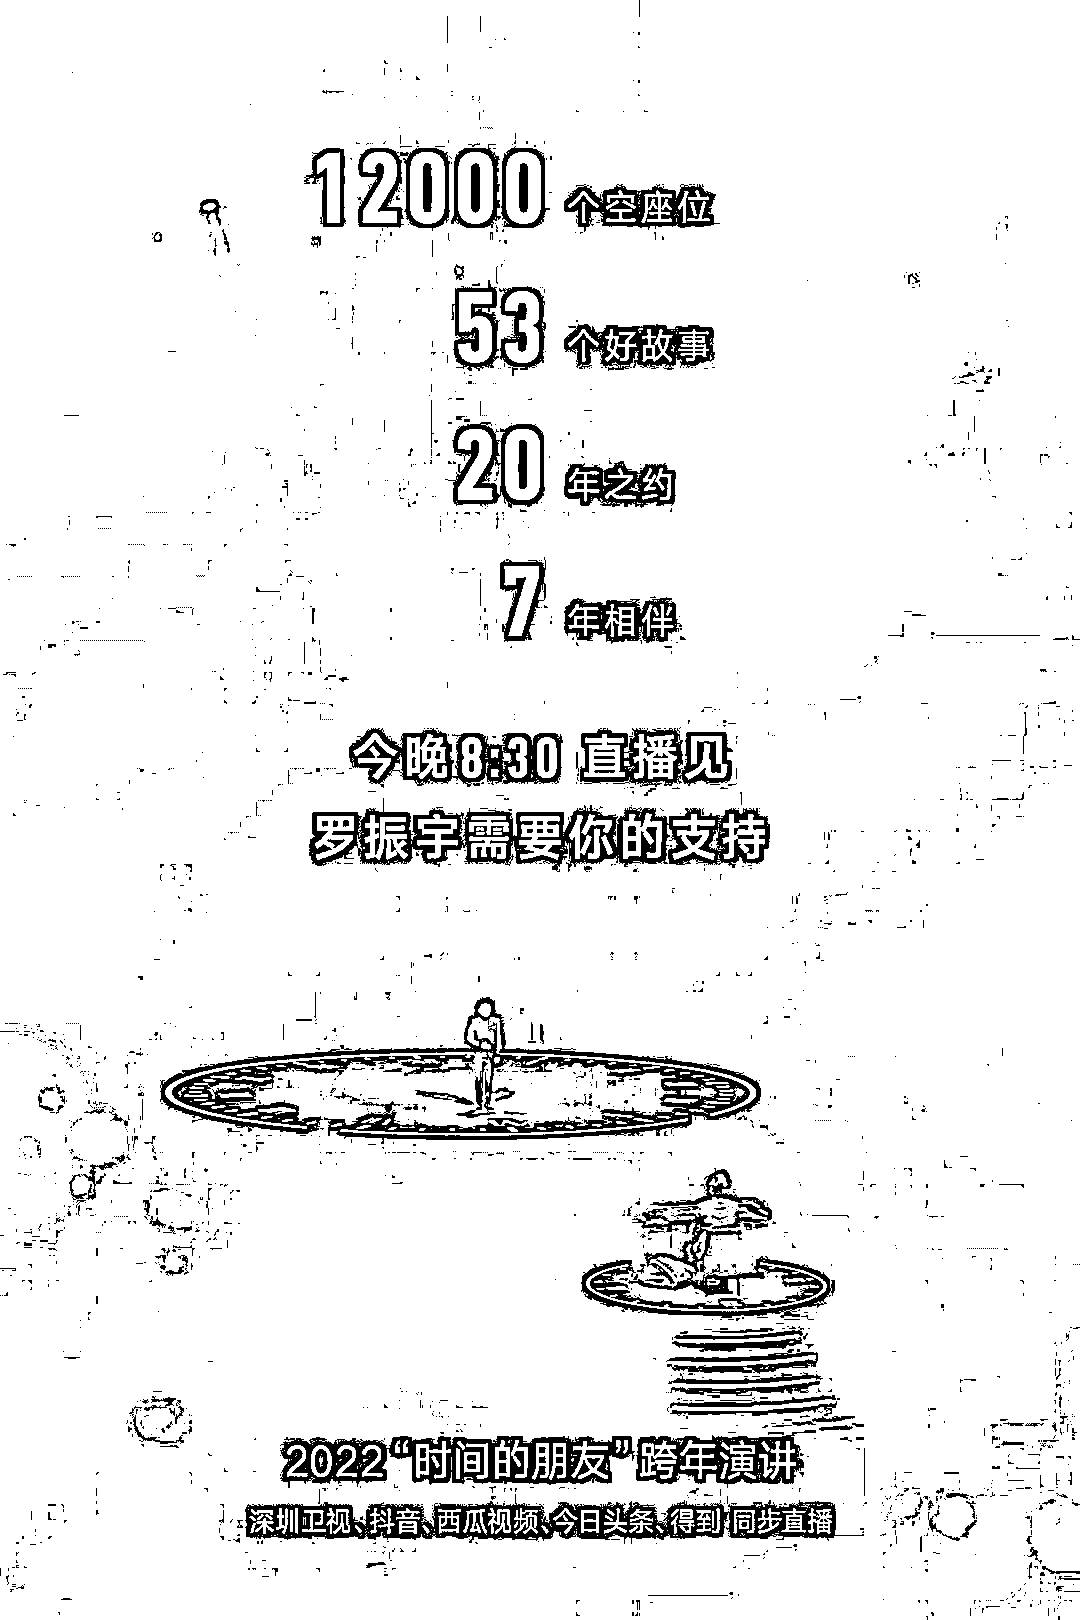 12000 个空座位
53 个好故事
20 年之约
7 年相伴
今晚8:30 直播见
罗振宇需要你的支持
2022“时间的朋友”跨年演讲
深圳卫视、抖音、西瓜视频、今日头条、得到 同步直播